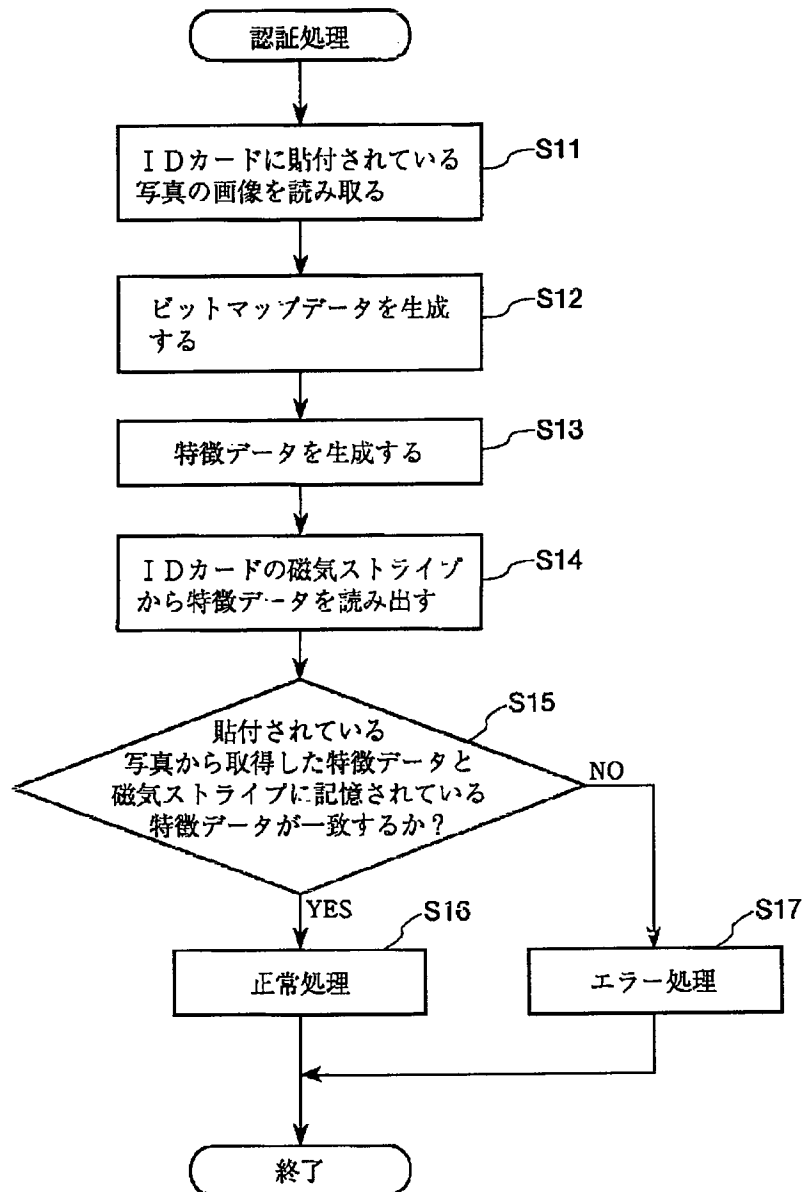 認証処理
ＩＤカードに貼付されている
写真の画像を読み取る
S11
ビットマップデータを生成
する
S12
特徴データを生成する
S13
ＩＤカードの磁気ストライプ
から特徴データを読み出す
S14
貼付されている
写真から取得した特徴データと
磁気ストライプに記憶されている
特徴データが一致するか？
S15
NO
YES
S16
正常処理
S17
エラー処理
終了